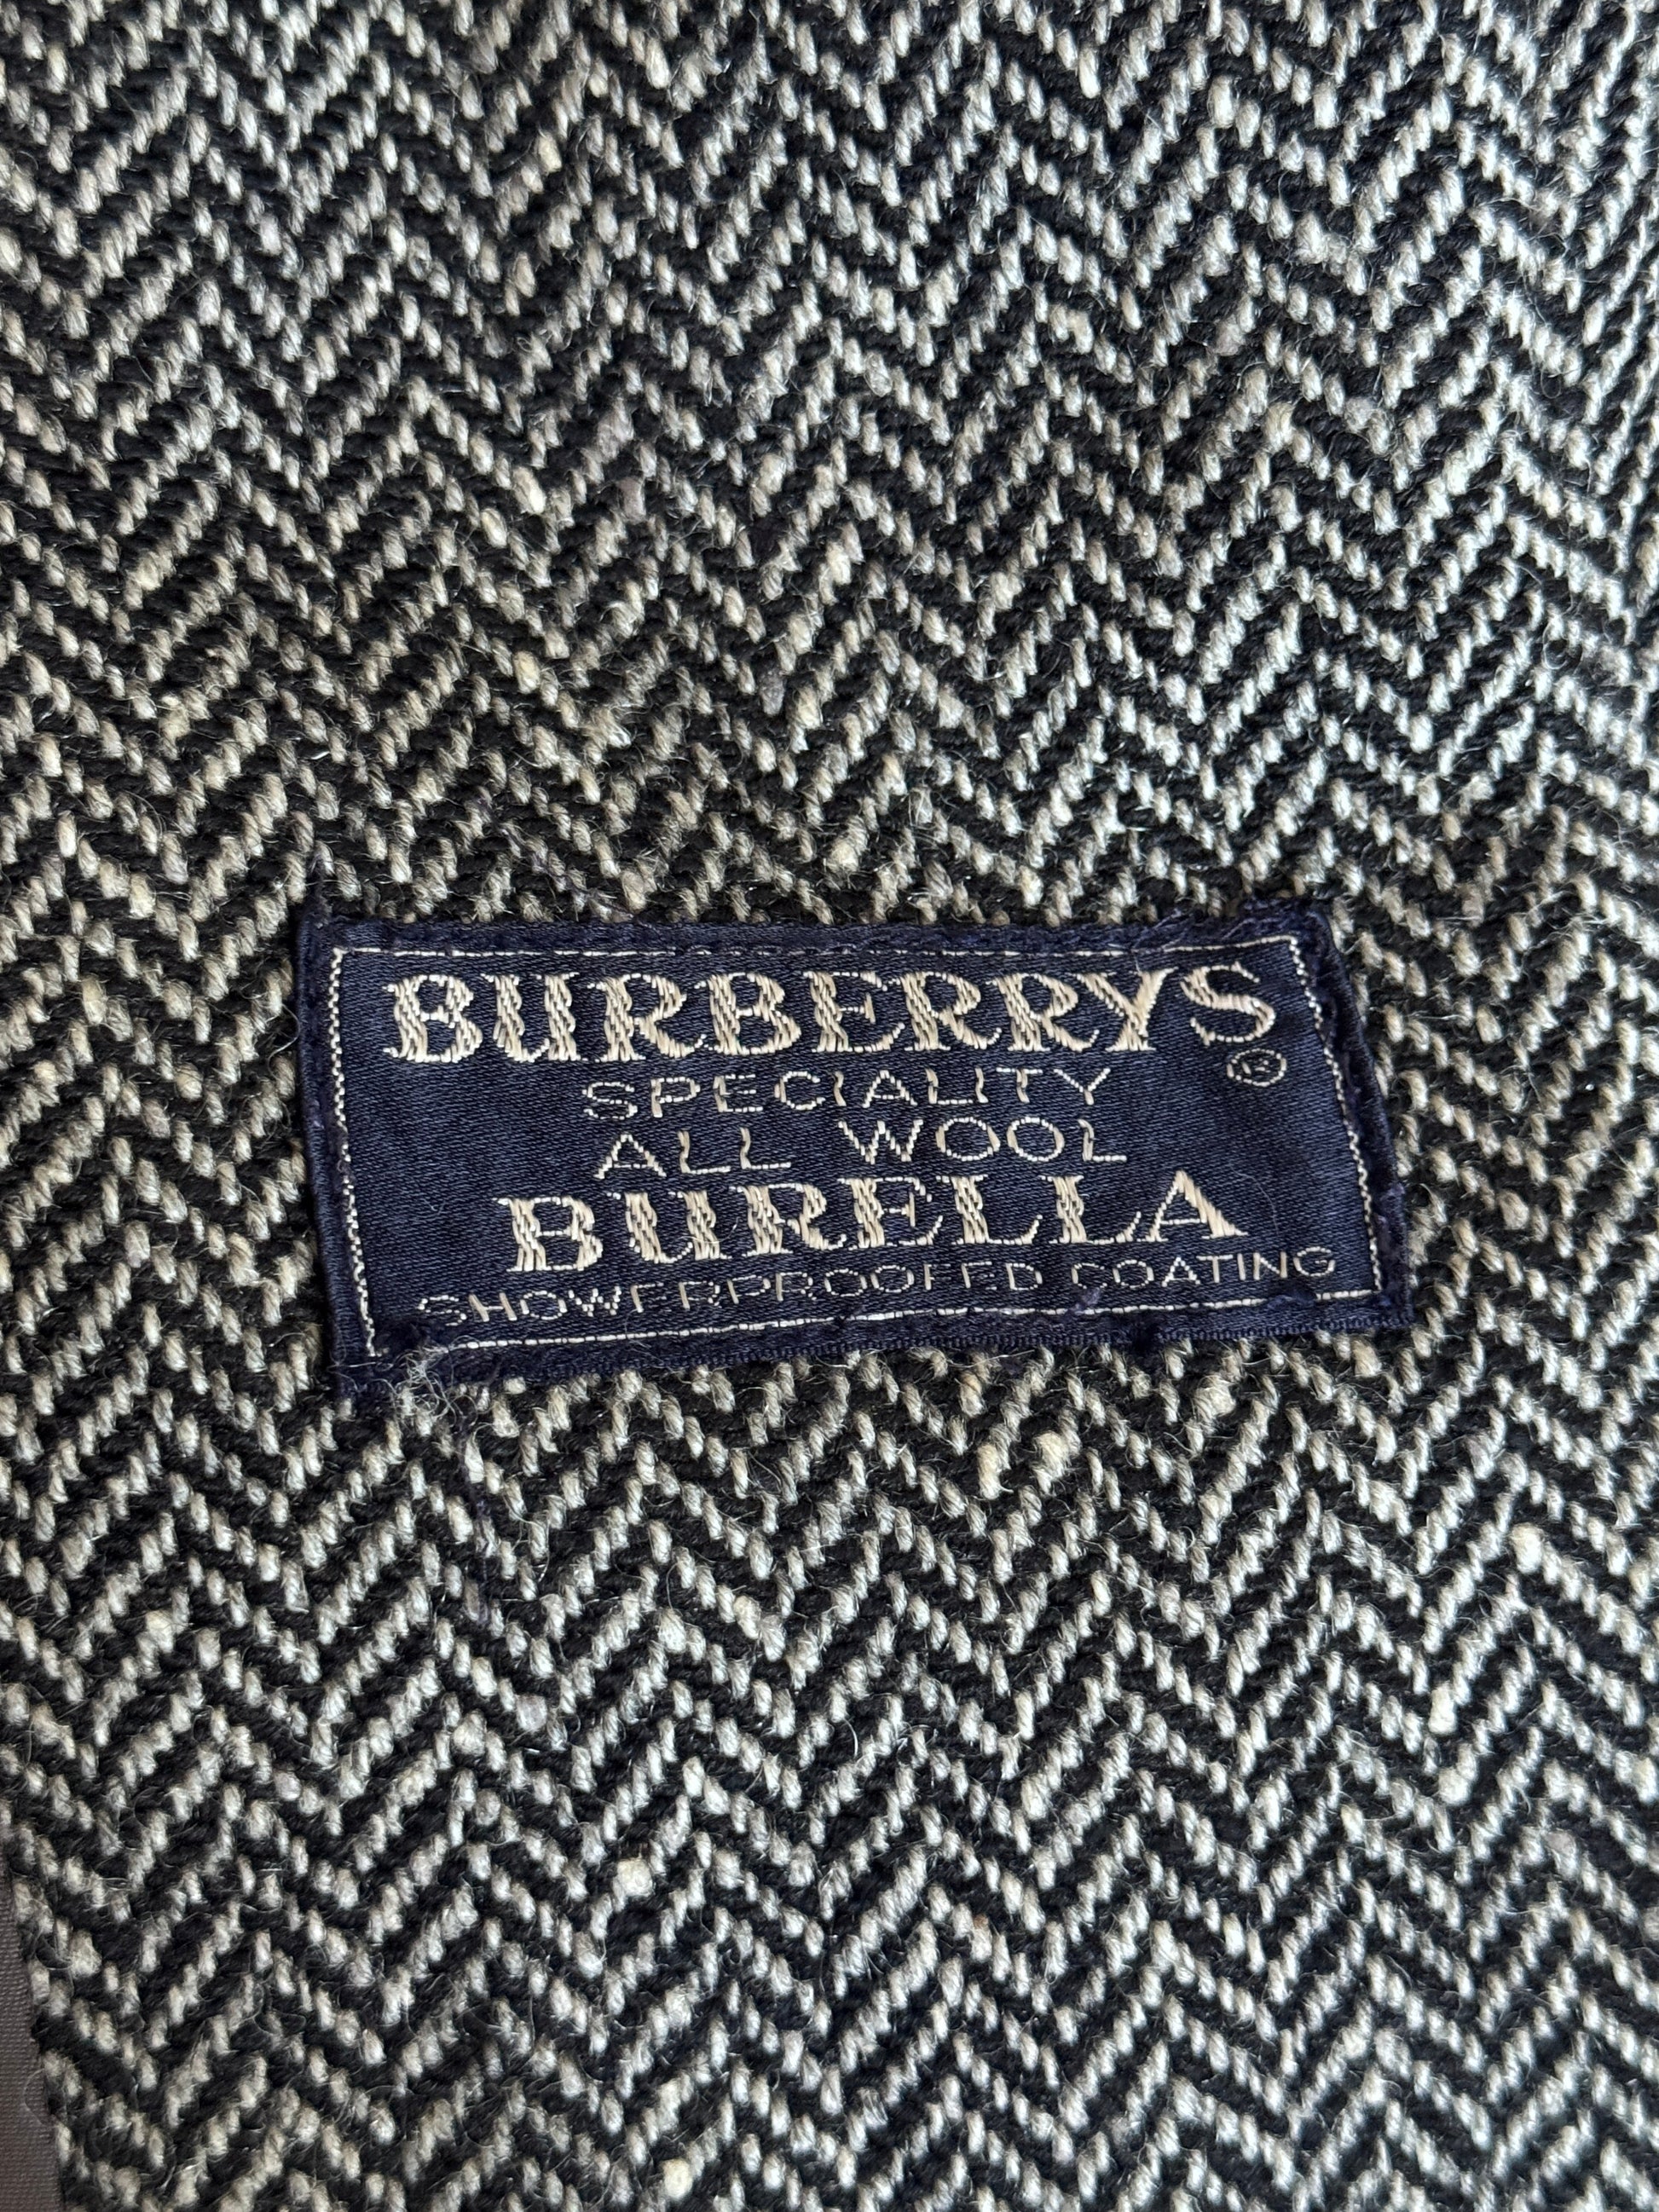 BURBERRYS
®
SPECIALITY
ALL WOOL
BURELLA
SHOWERPROOFED COATING